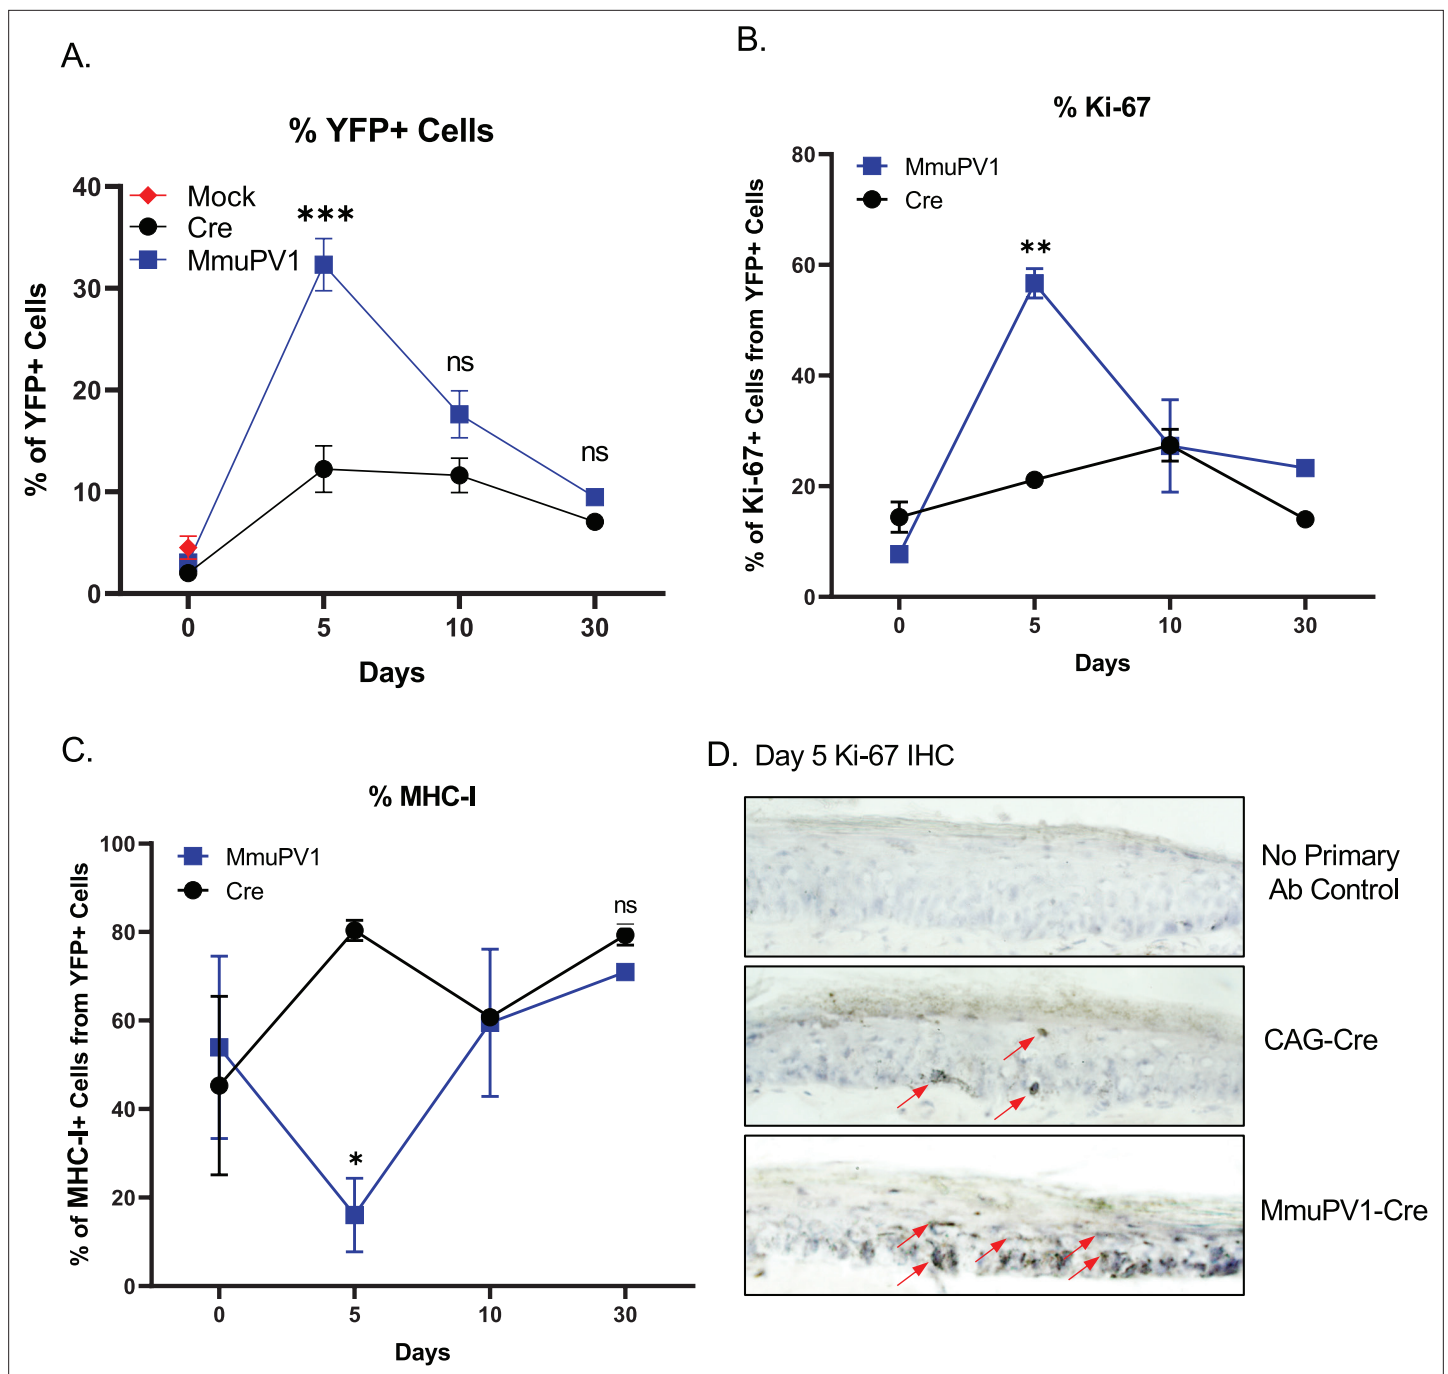 A.
% YFP+ Cells
Mock
Cre
MmuPV1
***
ns
ns
40
30
20
10
0
% of YFP+ Cells
0 5 10 30
Days
B.
% Ki-67
MmuPV1
Cre
**
80
60
40
20
0
% of Ki-67+ Cells from YFP+ Cells
0 5 10 30
Days
C.
% MHC-I
MmuPV1
Cre
ns
*
100
80
60
40
20
0
% of MHC-I+ Cells from YFP+ Cells
0 5 10 30
Days
D. Day 5 Ki-67 IHC
No Primary
Ab Control
CAG-Cre
MmuPV1-Cre